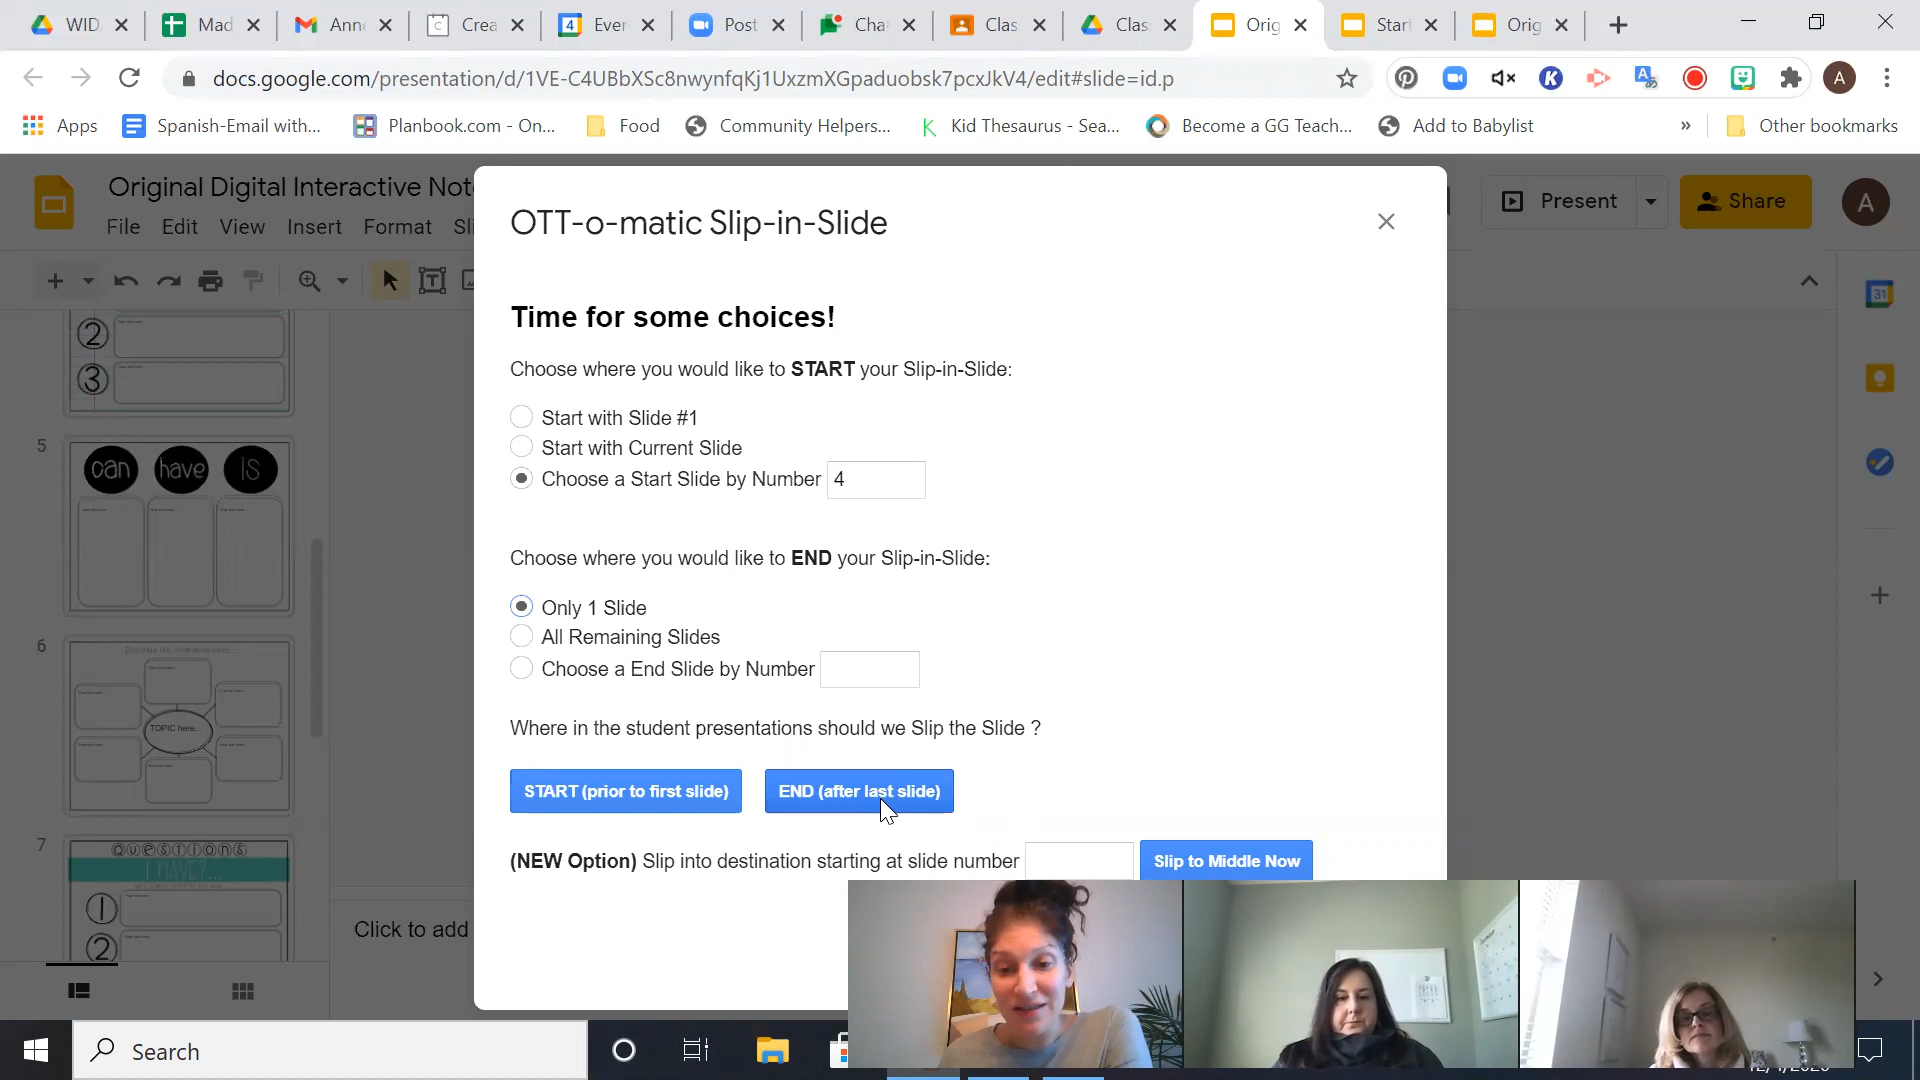 WID
Mad
Anne
Crea
Ever
Post
Cha
Clas
Clas
Orig
Start
Orig
docs.google.com/presentation/d/1VE-C4UBbXSc8nwynfqKj1UxzmXGpaduobsk7pcxJkV4/edit#slide=id.p
A
Apps
Spanish-Email with...
Planbook.com - On...
Food
Community Helpers...
Kid Thesaurus - Sea...
Become a GG Teach...
Add to Babylist
»
Other bookmarks
Original Digital Interactive Not
File Edit View Insert Format Sl
Present
Share
A
OTT-o-matic Slip-in-Slide
Time for some choices!
Choose where you would like to START your Slip-in-Slide:
Start with Slide #1
Start with Current Slide
Choose a Start Slide by Number 4
Choose where you would like to END your Slip-in-Slide:
Only 1 Slide
All Remaining Slides
Choose a End Slide by Number
Where in the student presentations should we Slip the Slide ?
START (prior to first slide)
END (after last slide)
(NEW Option) Slip into destination starting at slide number
Slip to Middle Now
2
3
5
can have is
6
TOPIC here...
7
QUESTIONS
I HAVE?...
1
2
Click to add
31
Search